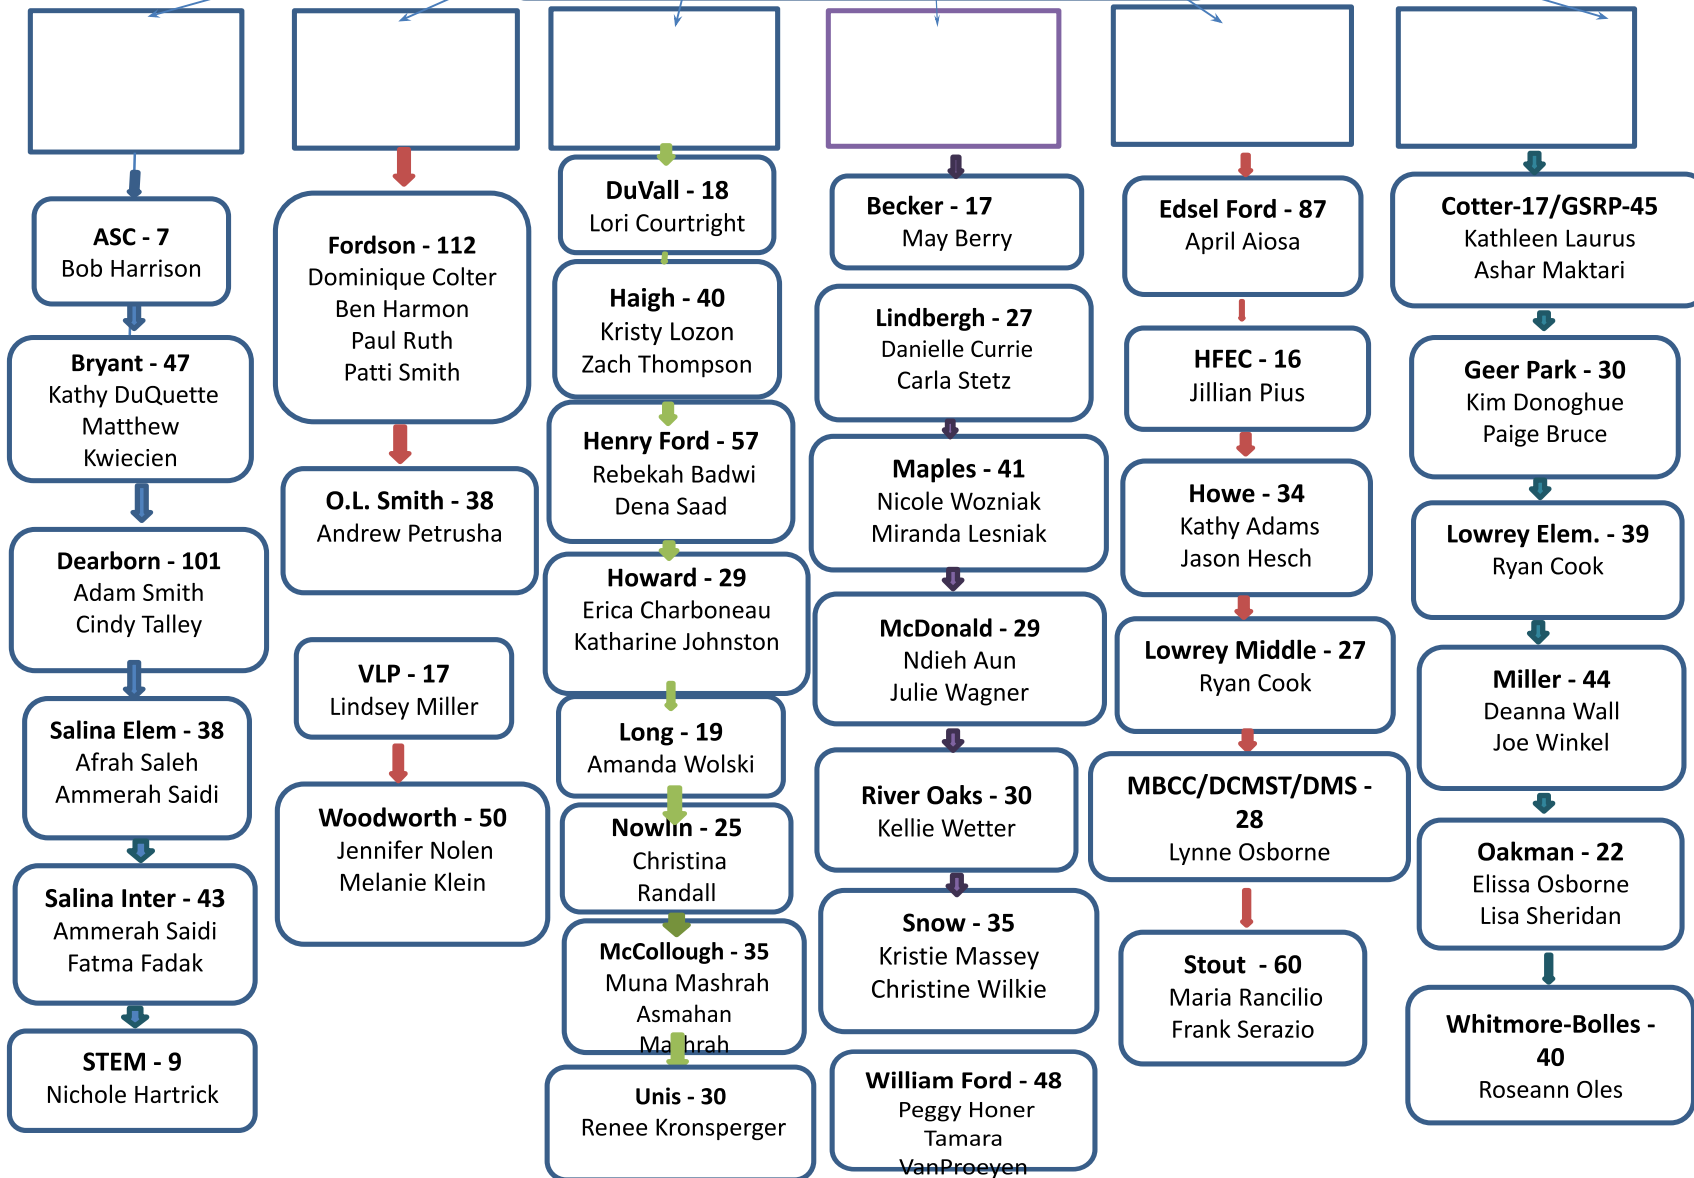 ASC - 7
Bob Harrison
Bryant - 47
Kathy DuQuette
Matthew
Kwiecien
Dearborn - 101
Adam Smith
Cindy Talley
Salina Elem - 38
Afrah Saleh
Ammerah Saidi
Salina Inter - 43
Ammerah Saidi
Fatma Fadak
STEM - 9
Nichole Hartrick
Fordson - 112
Dominique Colter
Ben Harmon
Paul Ruth
Patti Smith
O.L. Smith - 38
Andrew Petrusha
VLP - 17
Lindsey Miller
Woodworth - 50
Jennifer Nolen
Melanie Klein
DuVall - 18
Lori Courtright
Haigh - 40
Kristy Lozon
Zach Thompson
Henry Ford - 57
Rebekah Badwi
Dena Saad
Howard - 29
Erica Charboneau
Katharine Johnston
Long - 19
Amanda Wolski
Nowlin - 25
Christina
Randall
McCollough - 35
Muna Mashrah
Asmahan
Mashrah
Unis - 30
Renee Kronsperger
Becker - 17
May Berry
Lindbergh - 27
Danielle Currie
Carla Stetz
Maples - 41
Nicole Wozniak
Miranda Lesniak
McDonald - 29
Ndieh Aun
Julie Wagner
River Oaks - 30
Kellie Wetter
Snow - 35
Kristie Massey
Christine Wilkie
William Ford - 48
Peggy Honer
Tamara
VanProeyen
Edsel Ford - 87
April Aiosa
HFEC - 16
Jillian Pius
Howe - 34
Kathy Adams
Jason Hesch
Lowrey Middle - 27
Ryan Cook
MBCC/DCMST/DMS -
28
Lynne Osborne
Stout - 60
Maria Rancilio
Frank Serazio
Cotter-17/GSRP-45
Kathleen Laurus
Ashar Maktari
Geer Park - 30
Kim Donoghue
Paige Bruce
Lowrey Elem. - 39
Ryan Cook
Miller - 44
Deanna Wall
Joe Winkel
Oakman - 22
Elissa Osborne
Lisa Sheridan
Whitmore-Bolles -
40
Roseann Oles